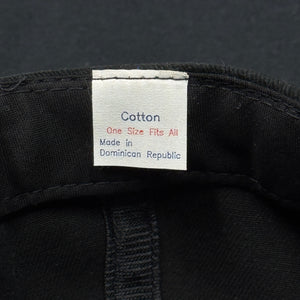 Cotton
One Size Fits All
Made in
Dominican Republic